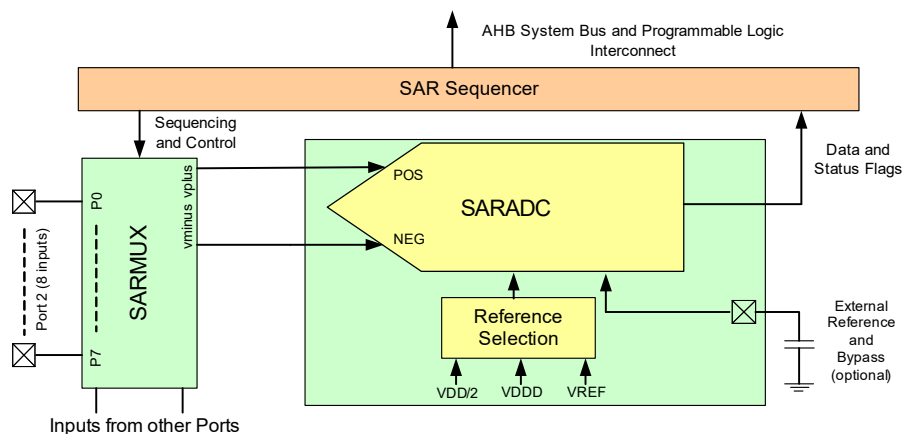 AHB System Bus and Programmable Logic
Interconnect
SAR Sequencer
Sequencing
and Control
Data and
Status Flags
P0
P7
Port 2 (8 inputs)
SARMUX
vminus vplus
POS
NEG
SARADC
Reference
Selection
VDD/2
VDDD
VREF
External
Reference
and
Bypass
(optional)
Inputs from other Ports